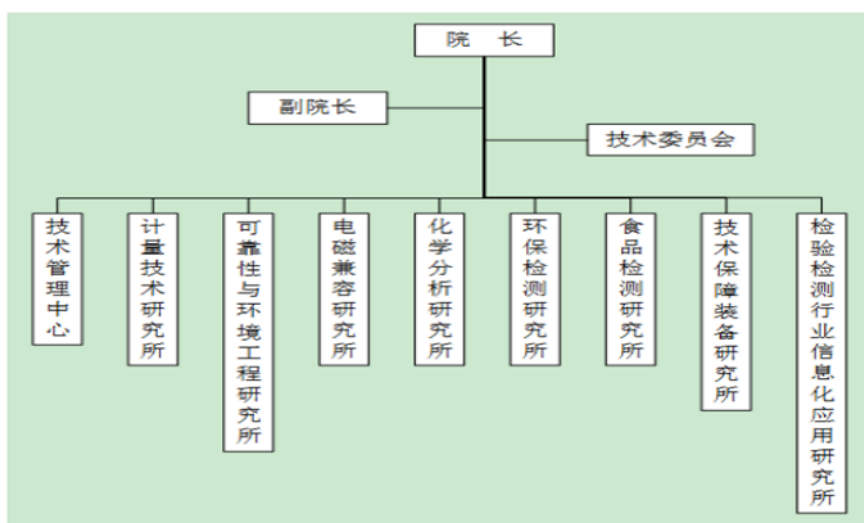 院 长
副院长
技术委员会
技术管理中心
计量技术研究所
可靠性与环境工程研究所
电磁兼容研究所
化学分析研究所
环保检测研究所
食品检测研究所
技术保障装备研究所
检验检测行业信息化应用研究所